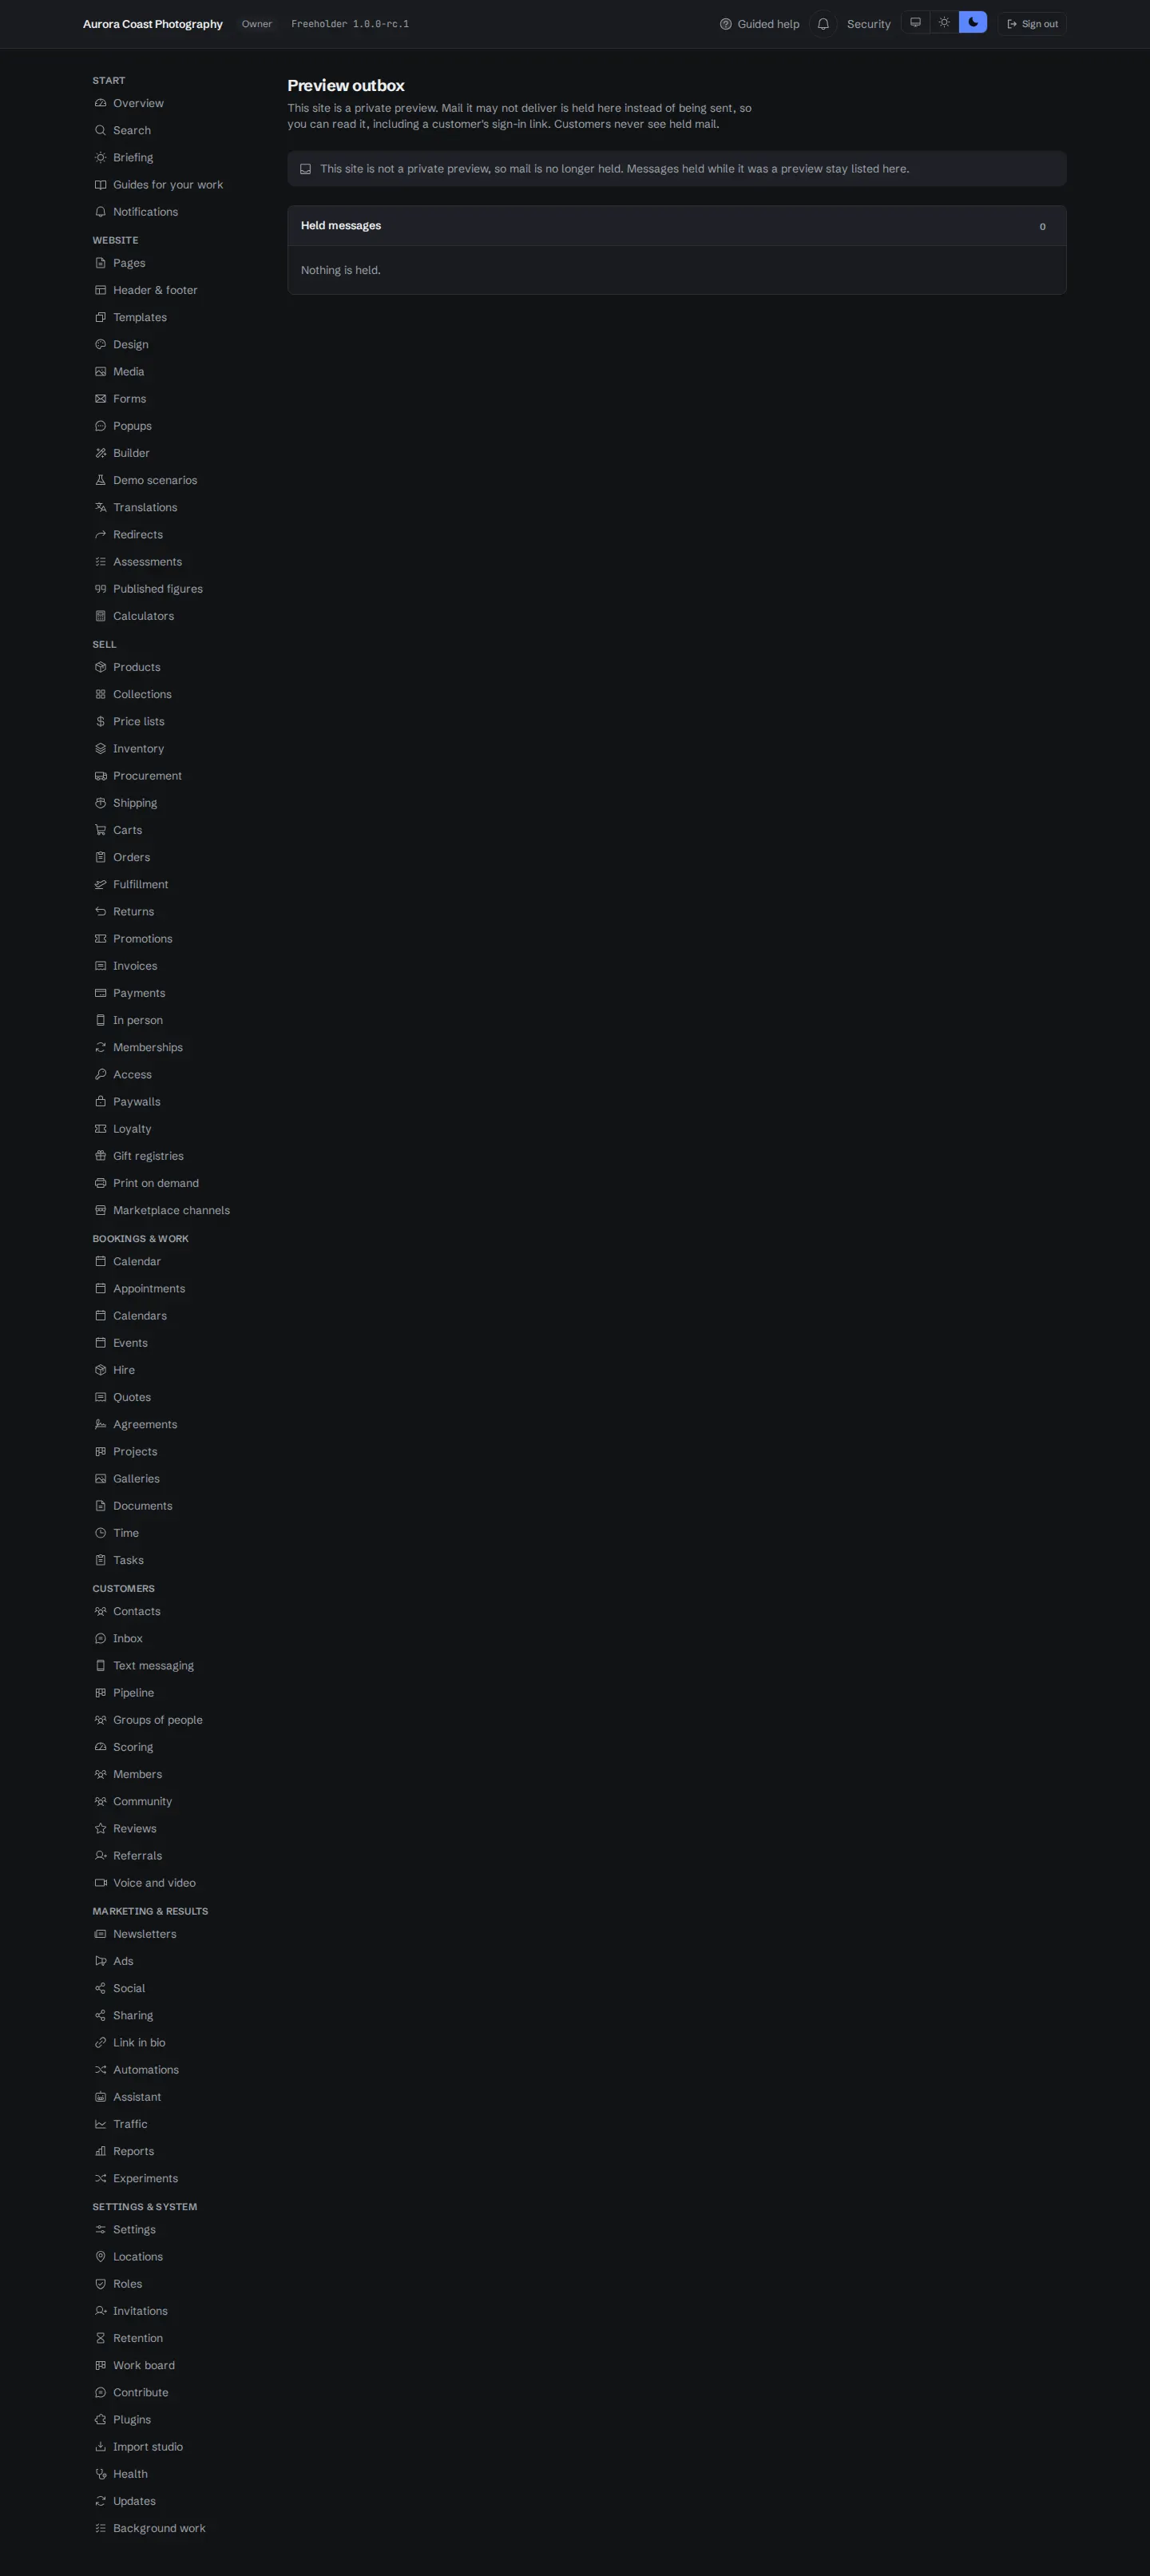 Aurora Coast Photography Owner Freeholder 1.0.0-rc.1 Guided help Security Sign out
START
Overview
Search
Briefing
Guides for your work
Notifications
WEBSITE
Pages
Header & footer
Templates
Design
Media
Forms
Popups
Builder
Demo scenarios
Translations
Redirects
Assessments
Published figures
Calculators
SELL
Products
Collections
Price lists
Inventory
Procurement
Shipping
Carts
Orders
Fulfillment
Returns
Promotions
Invoices
Payments
In person
Memberships
Access
Paywalls
Loyalty
Gift registries
Print on demand
Marketplace channels
BOOKINGS & WORK
Calendar
Appointments
Calendars
Events
Hire
Quotes
Agreements
Projects
Galleries
Documents
Time
Tasks
CUSTOMERS
Contacts
Inbox
Text messaging
Pipeline
Groups of people
Scoring
Members
Community
Reviews
Referrals
Voice and video
MARKETING & RESULTS
Newsletters
Ads
Social
Sharing
Link in bio
Automations
Assistant
Traffic
Reports
Experiments
SETTINGS & SYSTEM
Settings
Locations
Roles
Invitations
Retention
Work board
Contribute
Plugins
Import studio
Health
Updates
Background work
Preview outbox
This site is a private preview. Mail it may not deliver is held here instead of being sent, so
you can read it, including a customer's sign-in link. Customers never see held mail.
This site is not a private preview, so mail is no longer held. Messages held while it was a preview stay listed here.
Held messages 0
Nothing is held.